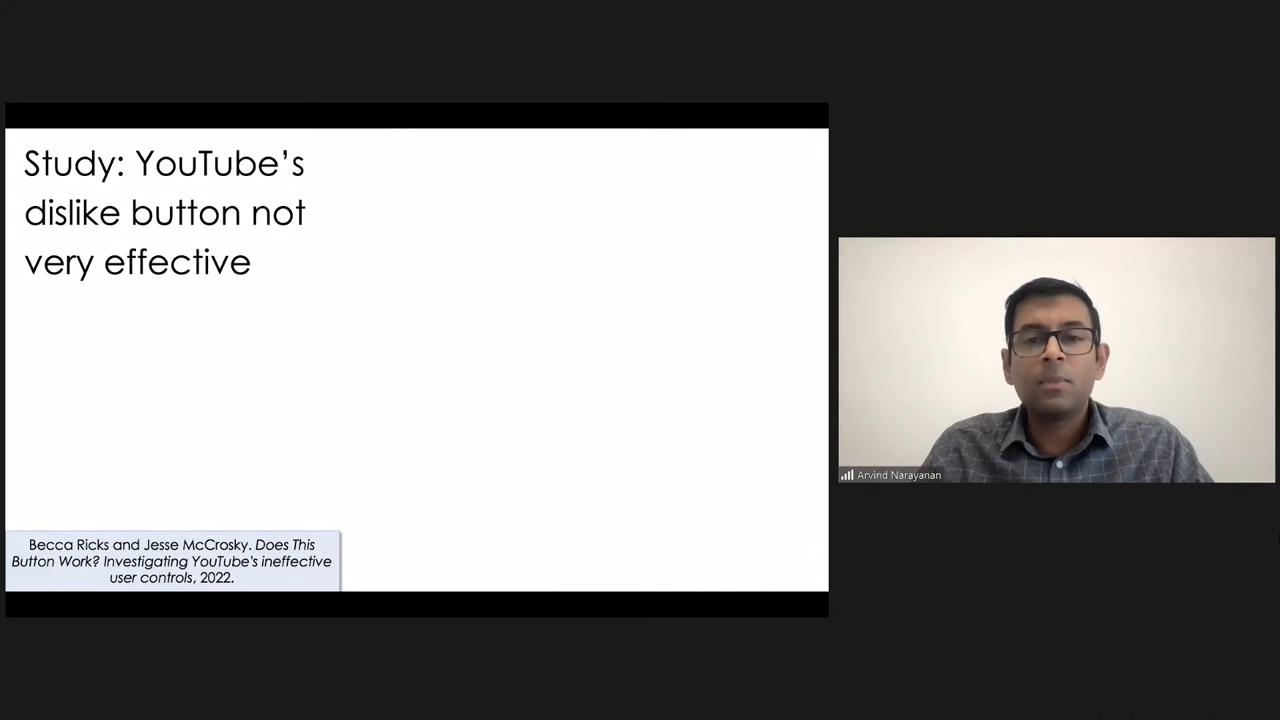 Study: YouTube’s
dislike button not
very effective
Becca Ricks and Jesse McCrosky. Does This
Button Work? Investigating YouTube's ineffective
user controls, 2022.
Arvind Narayanan